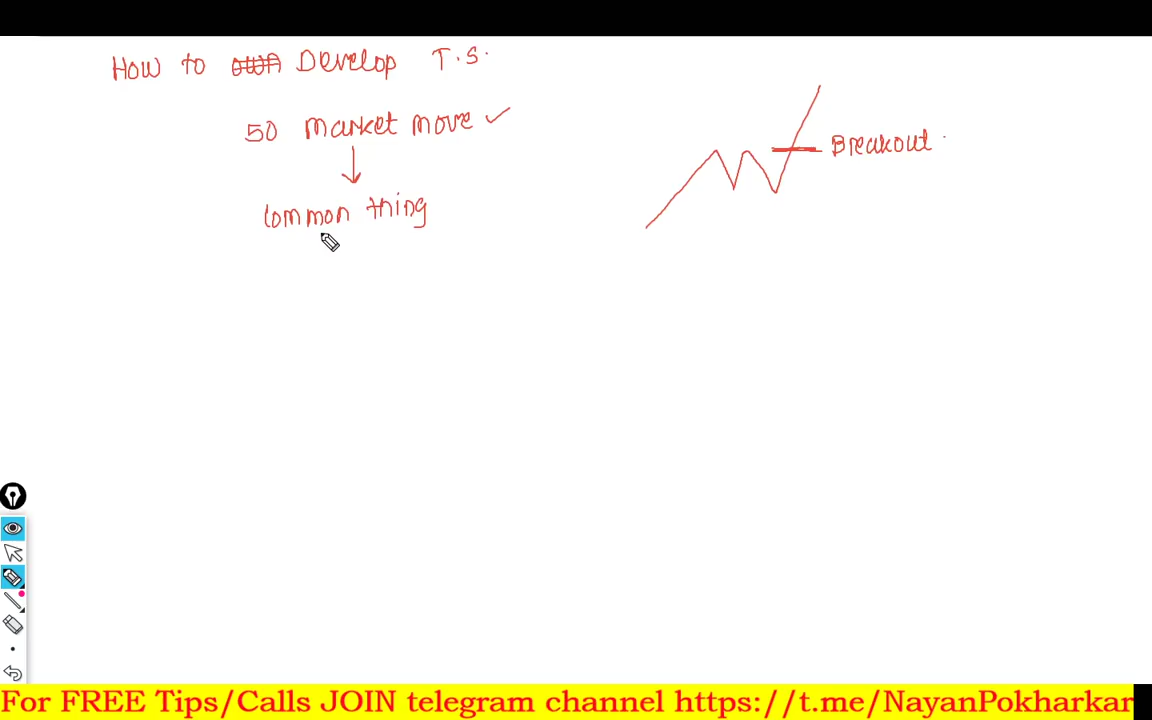 How to own Develop T.S.
50 Market move ✓
Common thing
Breakout
For FREE Tips/Calls JOIN telegram channel https://t.me/NayanPokharkar